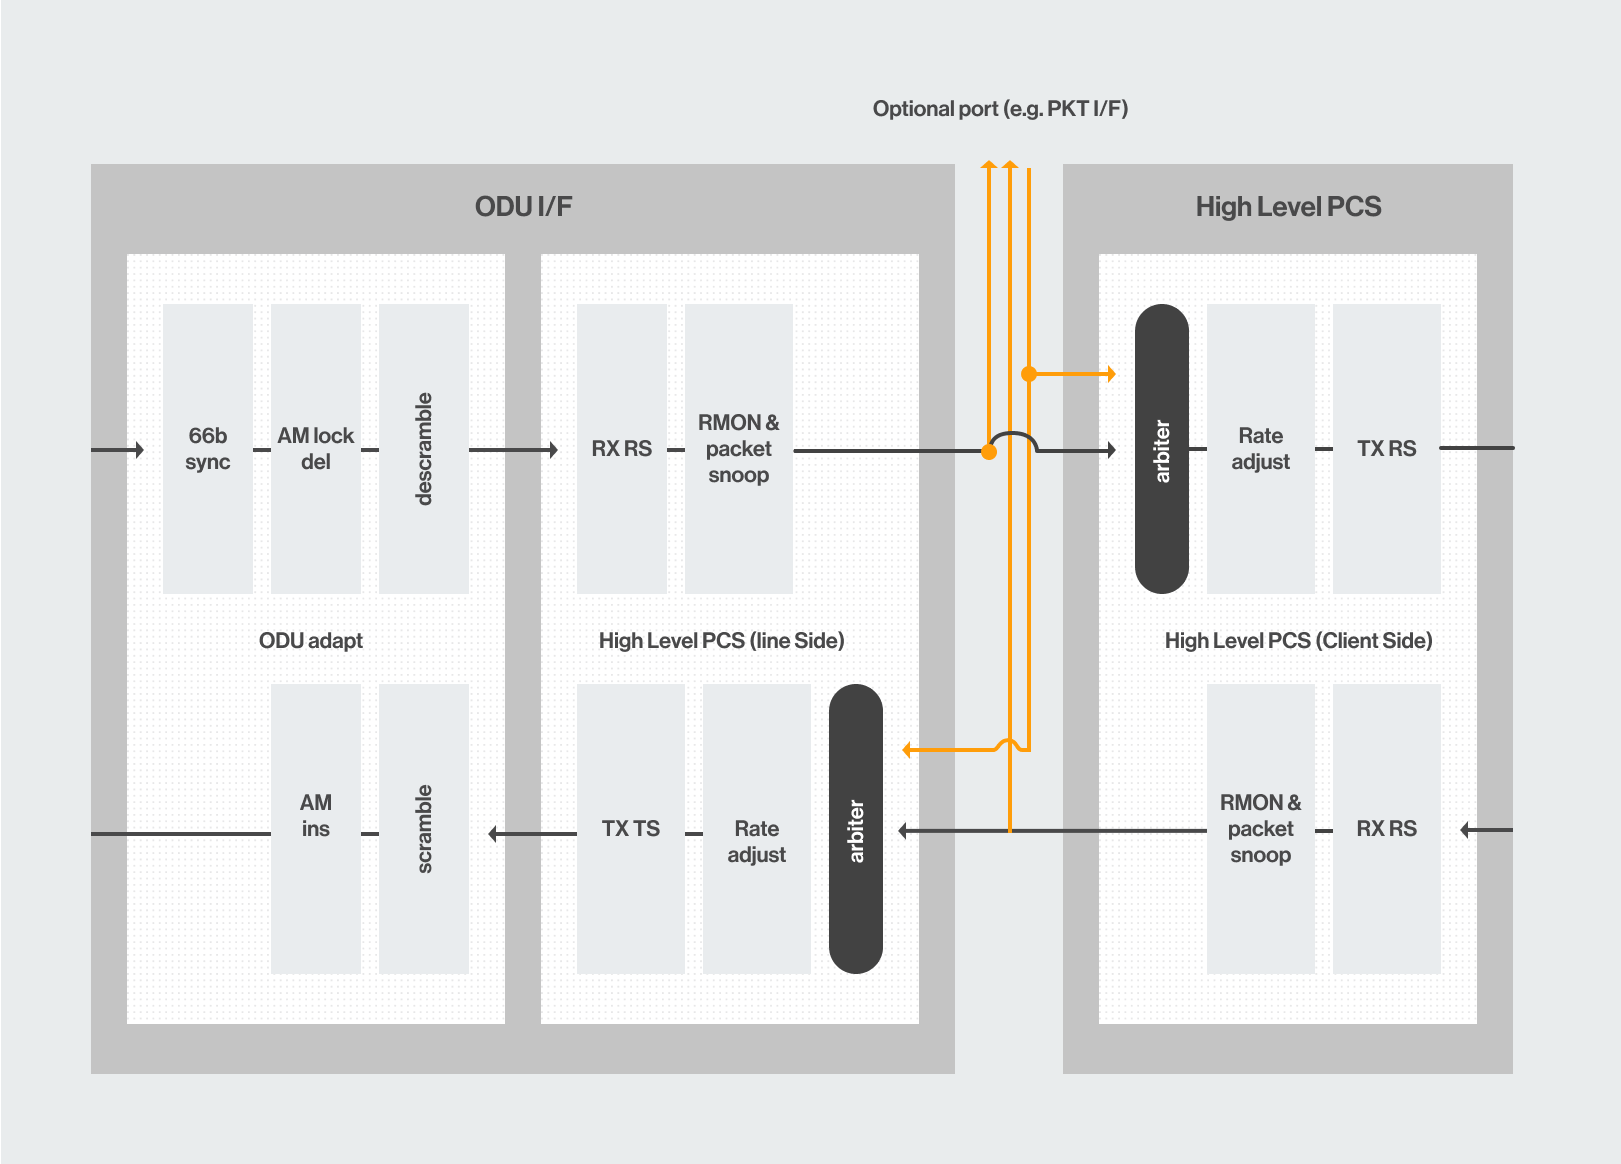 Optional port (e.g. PKT I/F)
ODU I/F
High Level PCS
66b
sync
AM lock
del
descramble
RX RS
RMON &
packet
snoop
arbiter
Rate
adjust
TX RS
ODU adapt
High Level PCS (line Side)
High Level PCS (Client Side)
AM
ins
scramble
TX TS
Rate
adjust
arbiter
RMON &
packet
snoop
RX RS